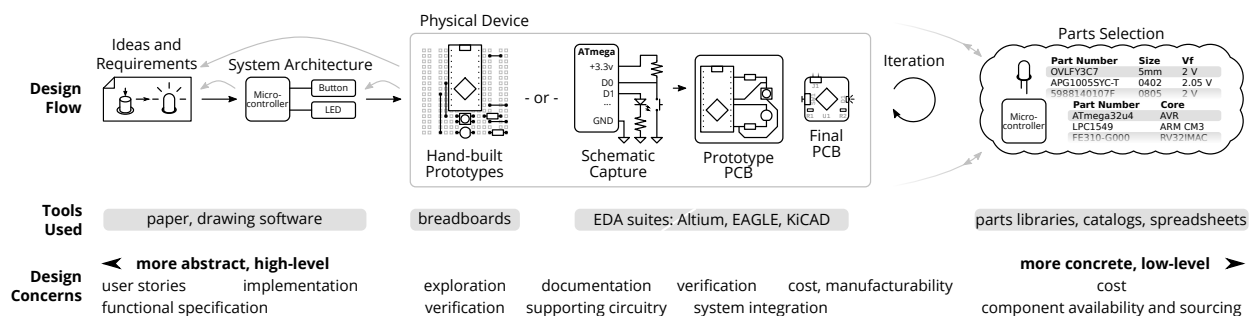 Physical Device
Ideas and
Requirements
System Architecture
Iteration
Parts Selection
Design
Flow
Micro-
controller
Button
LED
- or -
ATmega
+3.3v
D0
D1
...
GND
J1
R1 U1 R2
Hand-built
Prototypes
Schematic
Capture
Prototype
PCB
Final
PCB
Part Number Size Vf
OVLFY3C7 5mm 2 V
APG1005SYC-T 0402 2.05 V
5988140107F 0805 2 V
Micro-
controller
Part Number Core
ATmega32u4 AVR
LPC1549 ARM CM3
FE310-G000 RV32IMAC
Tools
Used
paper, drawing software
breadboards
EDA suites: Altium, EAGLE, KiCAD
parts libraries, catalogs, spreadsheets
Design
Concerns
more abstract, high-level
more concrete, low-level
user stories implementation exploration documentation verification cost, manufacturability cost
functional specification verification supporting circuitry system integration component availability and sourcing